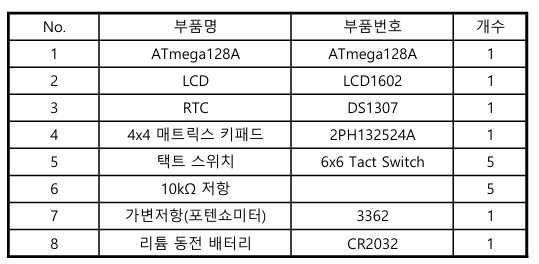 No. 부품명 부품번호 개수
1 ATmega128A ATmega128A 1
2 LCD LCD1602 1
3 RTC DS1307 1
4 4x4 매트릭스 키패드 2PH132524A 1
5 택트 스위치 6x6 Tact Switch 5
6 10kΩ 저항 5
7 가변저항(포텐쇼미터) 3362 1
8 리튬 동전 배터리 CR2032 1